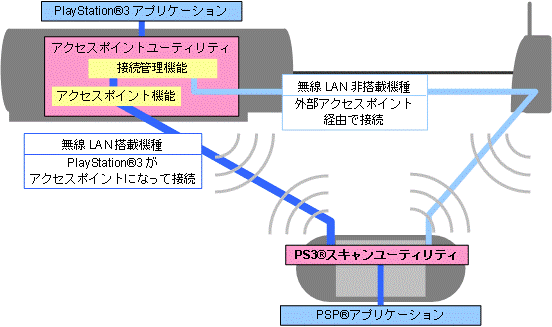 PlayStation®3 アプリケーション
アクセスポイントユーティリティ
接続管理機能
アクセスポイント機能
無線 LAN 非搭載機種
外部アクセスポイント
経由で接続
無線 LAN 搭載機種
PlayStation®3 が
アクセスポイントになって接続
PS3®スキャンユーティリティ
PSP®アプリケーション